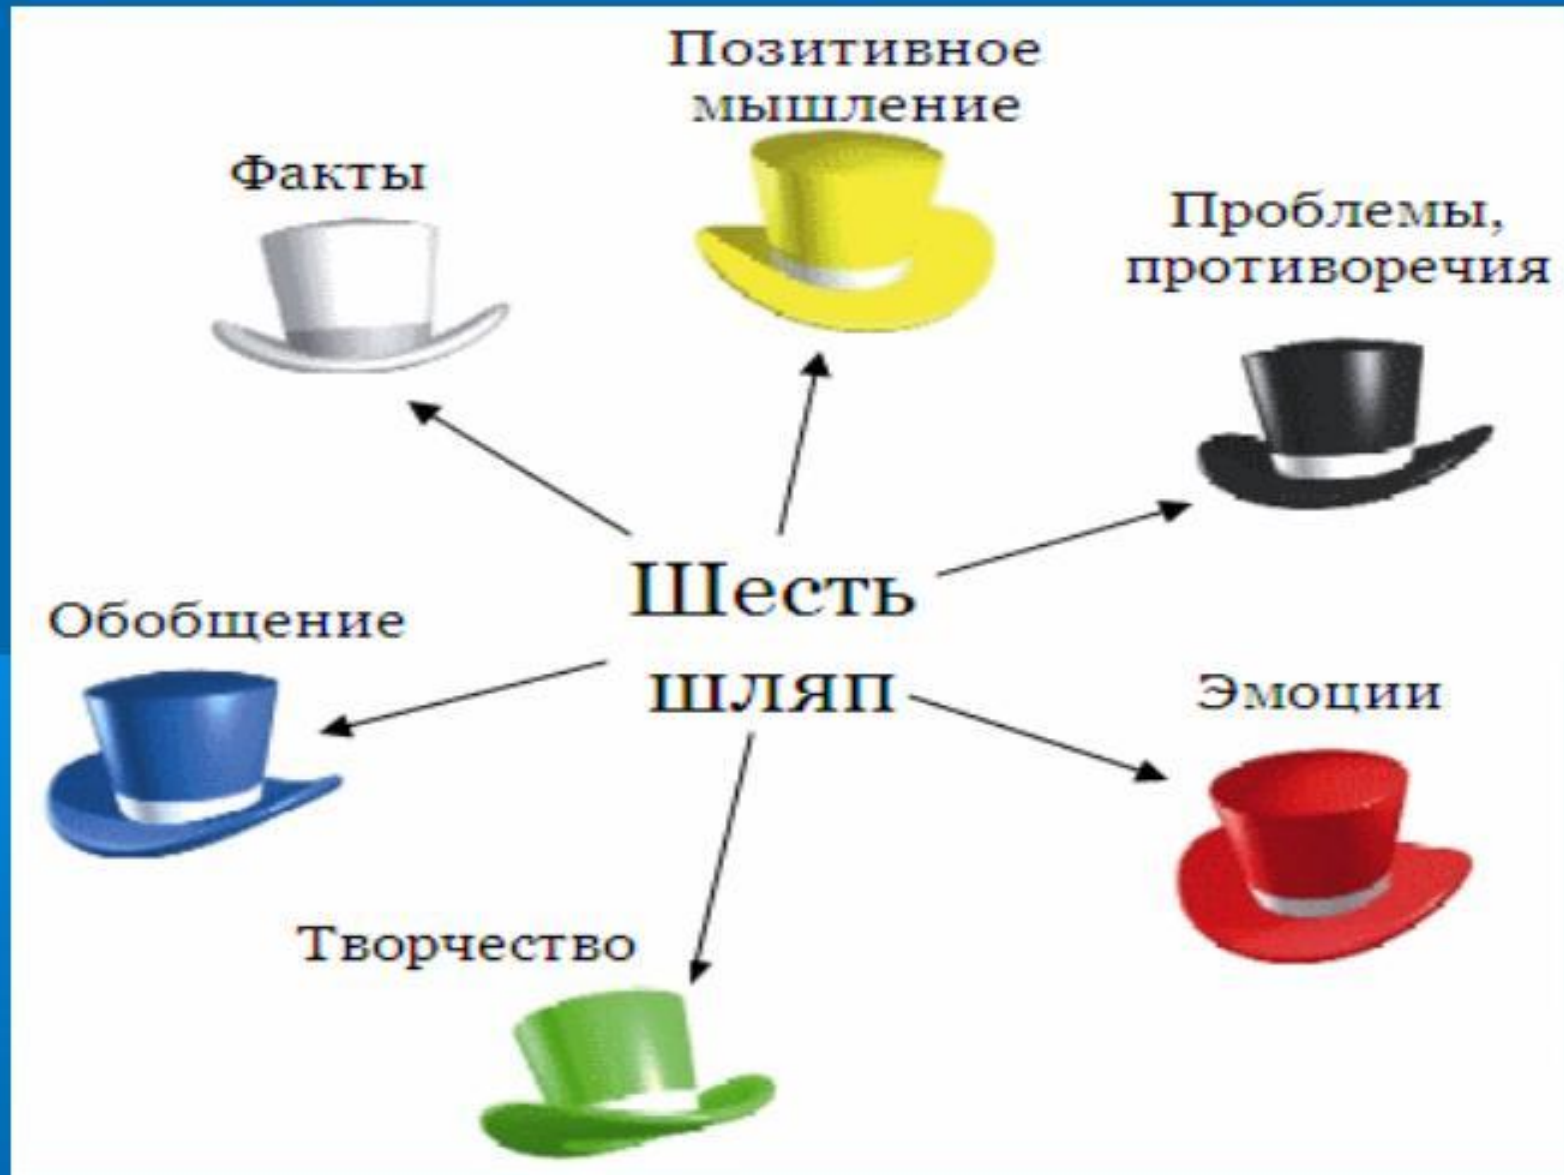 Позитивное
мышление
Факты
Проблемы,
противоречия
Шесть
шляп
Обобщение
Эмоции
Творчество